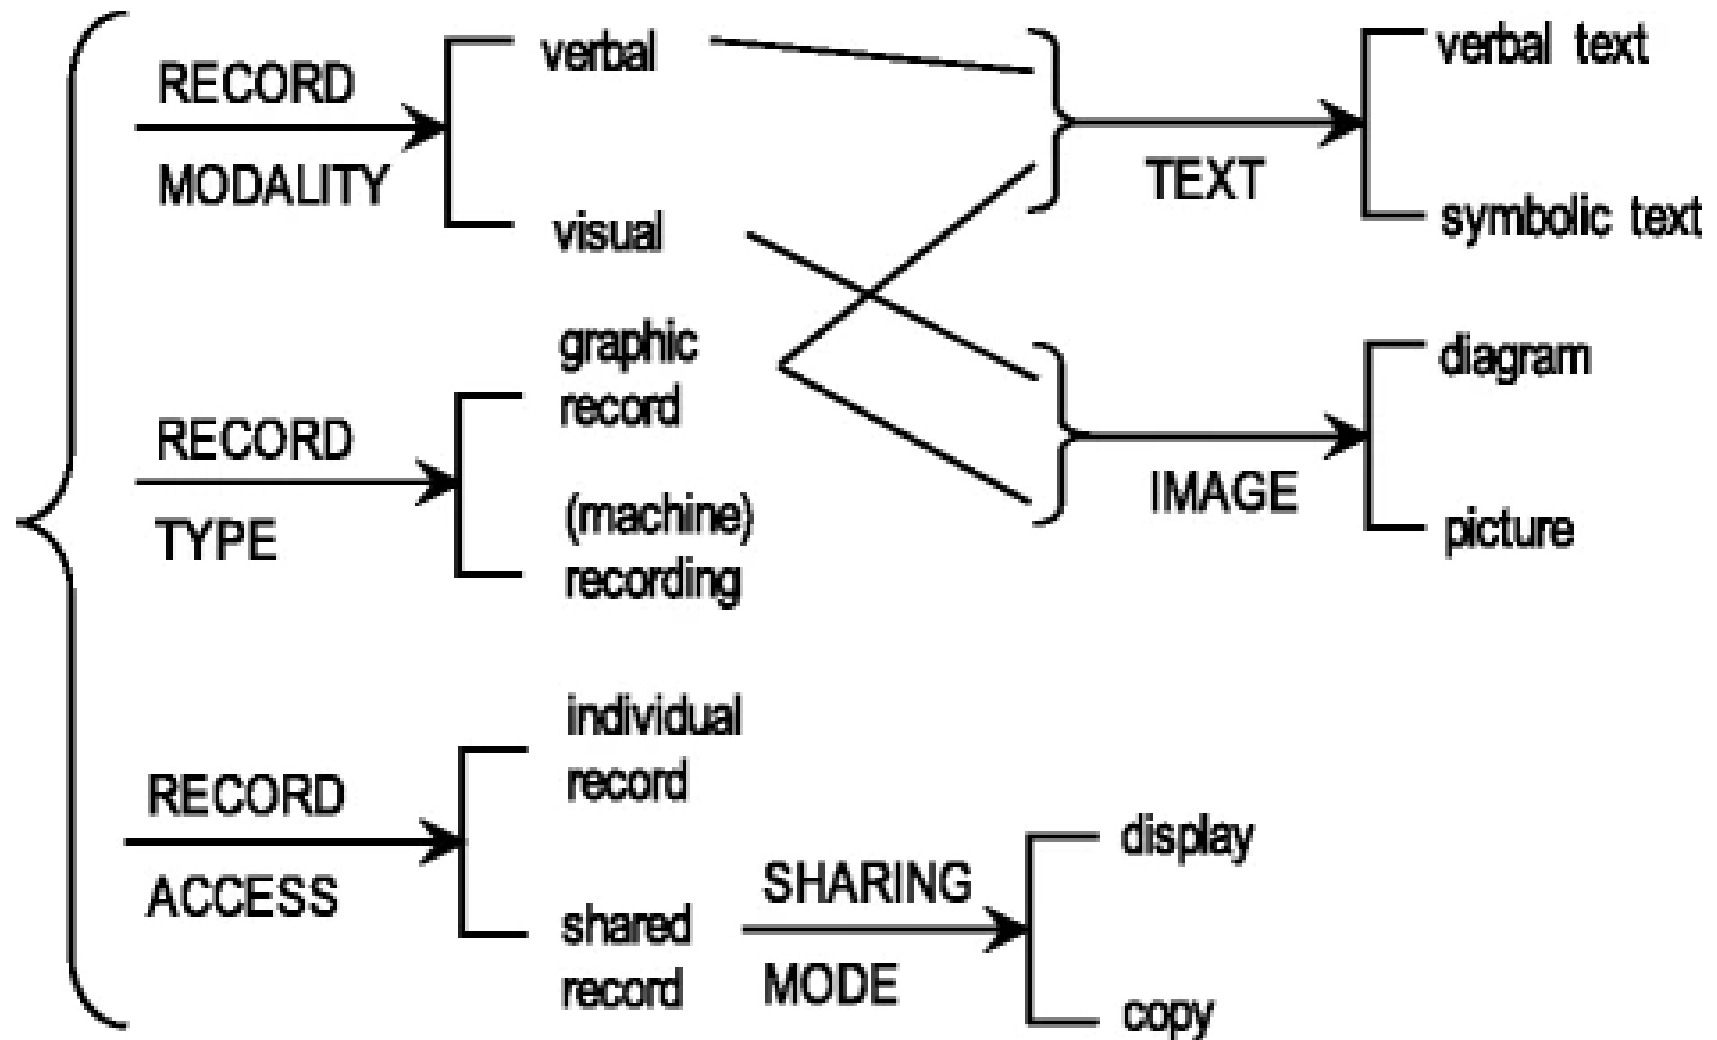 RECORD
MODALITY
verbal
visual
TEXT
verbal text
symbolic text
RECORD
TYPE
graphic
record
(machine)
recording
IMAGE
diagram
picture
RECORD
ACCESS
individual
record
shared
record
SHARING
MODE
display
copy